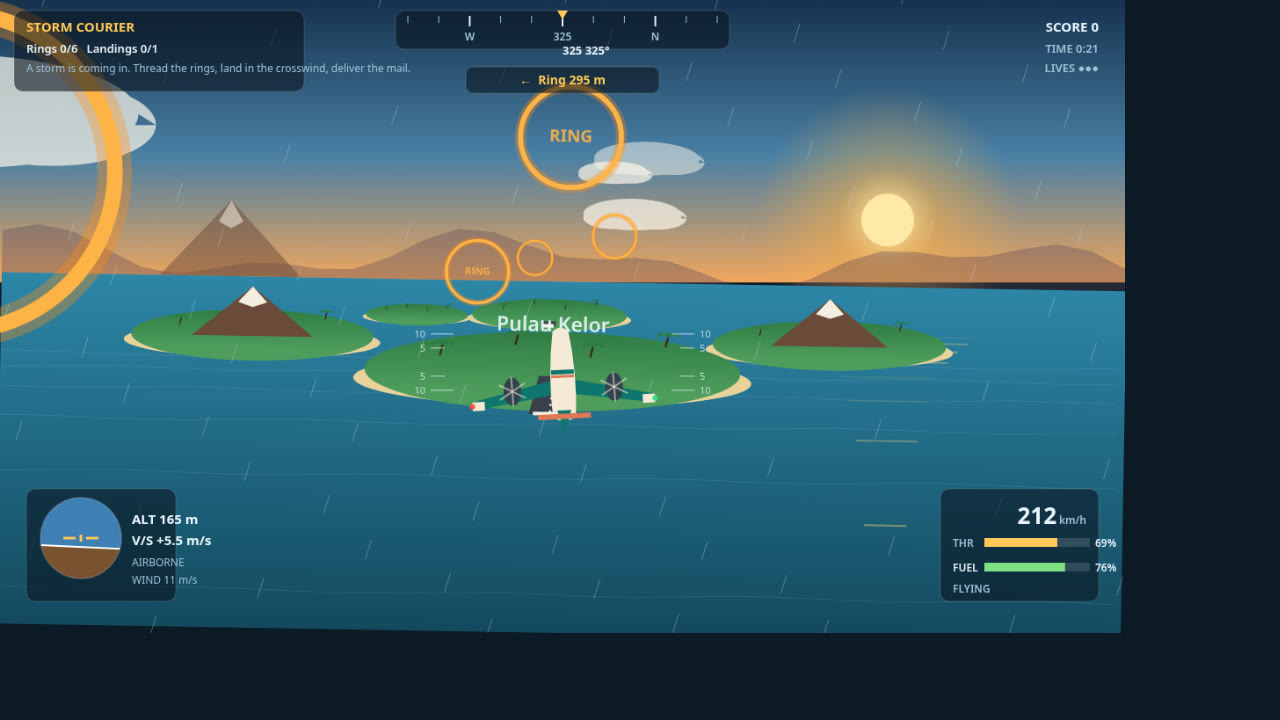 STORM COURIER
Rings 0/6 Landings 0/1
A storm is coming in. Thread the rings, land in the crosswind, deliver the mail.
W 325 N
325 325°
← Ring 295 m
SCORE 0
TIME 0:21
LIVES ●●●
RING
RING
Pulau Kelor
10 10
5 5
5 5
10 10
ALT 165 m
V/S +5.5 m/s
AIRBORNE
WIND 11 m/s
212 km/h
THR 69%
FUEL 76%
FLYING